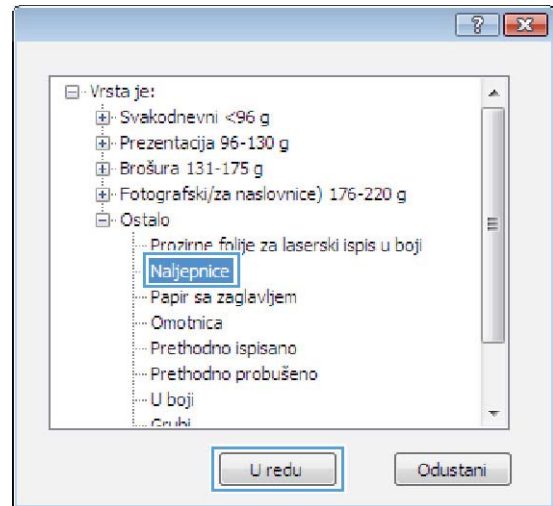 ?
Vrsta je:
Svakodnevni <96 g
Prezentacija 96-130 g
Brošura 131-175 g
Fotografski/za naslovnice) 176-220 g
Ostalo
Prozirne folije za laserski ispis u boji
Naljepnice
Papir sa zaglavljem
Omotnica
Prethodno ispisano
Prethodno probušeno
U boji
Grubi
U redu
Odustani